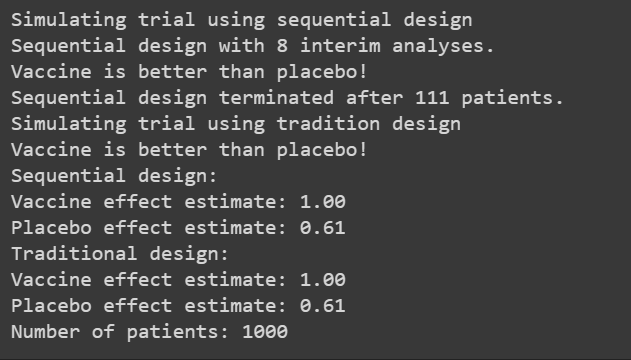 Simulating trial using sequential design
Sequential design with 8 interim analyses.
Vaccine is better than placebo!
Sequential design terminated after 111 patients.
Simulating trial using tradition design
Vaccine is better than placebo!
Sequential design:
Vaccine effect estimate: 1.00
Placebo effect estimate: 0.61
Traditional design:
Vaccine effect estimate: 1.00
Placebo effect estimate: 0.61
Number of patients: 1000